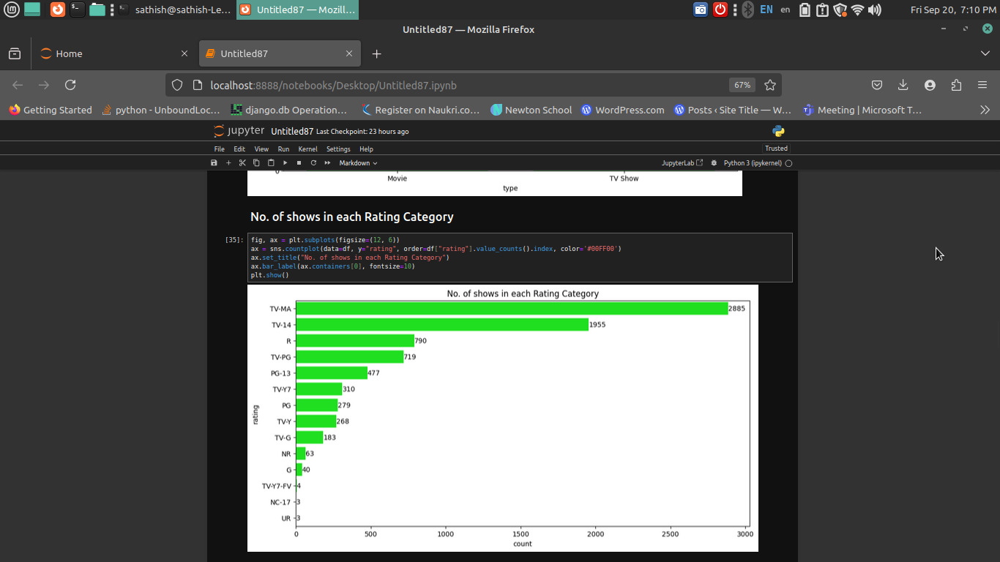 sathish@sathish-Le...
Untitled87 — Mozill...
EN
en
Fri Sep 20, 7:10 PM
Untitled87 — Mozilla Firefox
Home
Untitled87
localhost:8888/notebooks/Desktop/Untitled87.ipynb
67%
Getting Started
python - UnboundLoc...
django.db Operation...
Register on Naukri.co...
Newton School
WordPress.com
Posts ‹ Site Title — W...
Meeting | Microsoft T...
jupyter Untitled87 Last Checkpoint: 23 hours ago
File Edit View Run Kernel Settings Help
Trusted
Markdown
JupyterLab
Python 3 (ipykernel)
0
Movie TV Show
type
No. of shows in each Rating Category
[35]:
fig, ax = plt.subplots(figsize=(12, 6))
ax = sns.countplot(data=df, y="rating", order=df["rating"].value_counts().index, color='#00FF00')
ax.set_title("No. of shows in each Rating Category")
ax.bar_label(ax.containers[0], fontsize=10)
plt.show()
No. of shows in each Rating Category
TV-MA 2885
TV-14 1955
R 790
TV-PG 719
PG-13 477
TV-Y7 310
PG 279
TV-Y 268
TV-G 183
NR 63
G 40
TV-Y7-FV 4
NC-17 3
UR 3
rating
0 500 1000 1500 2000 2500 3000
count